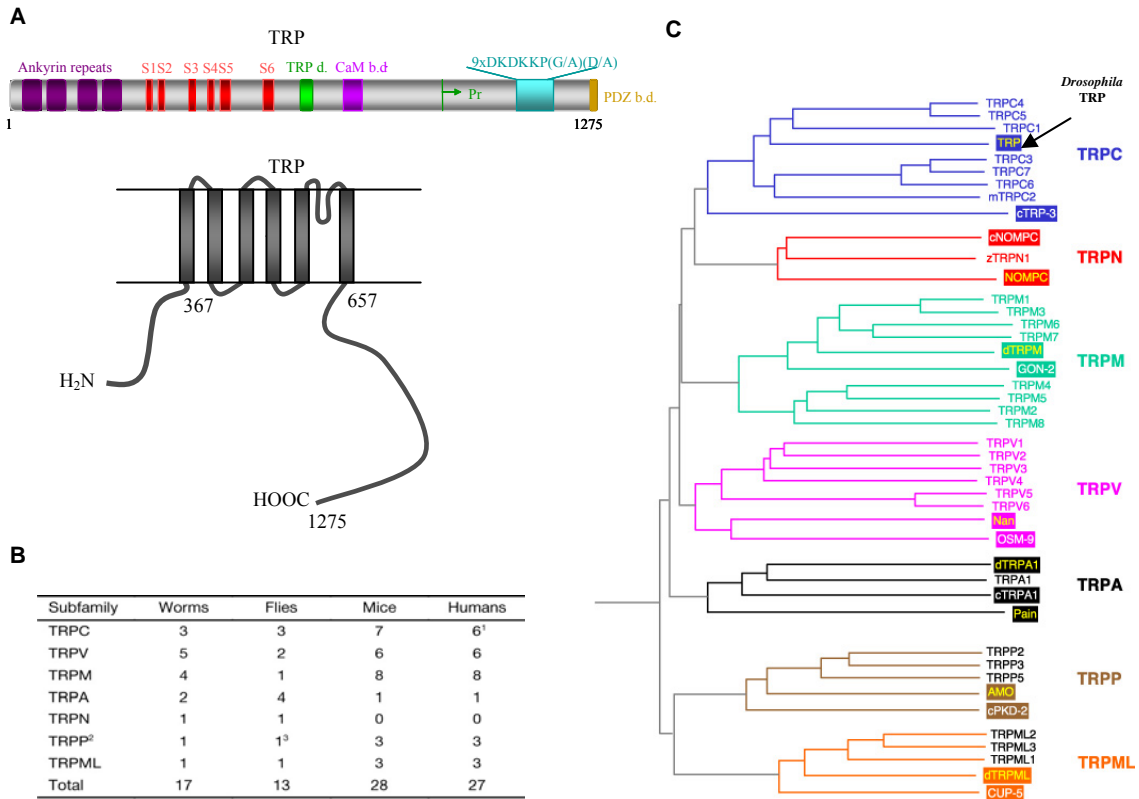 A
TRP
Ankyrin repeats S1S2 S3 S4S5 S6 TRP d. CaM b.d. 9xDKDKKP(G/A)(D/A)
Pr
PDZ b.d.
1 1275
TRP
367 657
H₂N
HOOC
1275
B
Subfamily Worms Flies Mice Humans
TRPC 3 3 7 6¹
TRPV 5 2 6 6
TRPM 4 1 8 8
TRPA 2 4 1 1
TRPN 1 1 0 0
TRPP² 1 1³ 3 3
TRPML 1 1 3 3
Total 17 13 28 27
C
Drosophila
TRP
TRPC4
TRPC5
TRPC1
TRP
TRPC3
TRPC7
TRPC6
mTRPC2
cTRP-3
TRPC
cNOMPC
zTRPN1
NOMPC
TRPN
TRPM1
TRPM3
TRPM6
TRPM7
dTRPM
GON-2
TRPM4
TRPM5
TRPM2
TRPM8
TRPM
TRPV1
TRPV2
TRPV3
TRPV4
TRPV5
TRPV6
Nan
OSM-9
TRPV
dTRPA1
TRPA1
cTRPA1
Pain
TRPA
TRPP2
TRPP3
TRPP5
AMO
cPKD-2
TRPP
TRPML2
TRPML3
TRPML1
dTRPML
CUP-5
TRPML